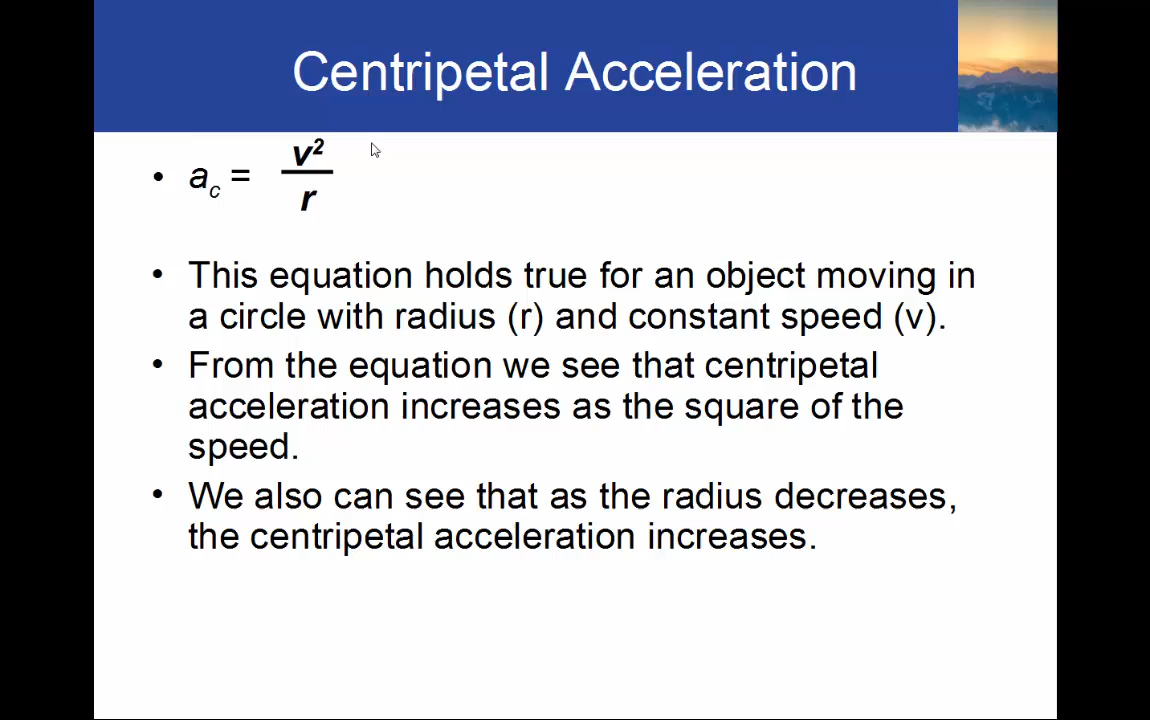 Centripetal Acceleration
• a_c = v²/r
• This equation holds true for an object moving in
a circle with radius (r) and constant speed (v).
• From the equation we see that centripetal
acceleration increases as the square of the
speed.
• We also can see that as the radius decreases,
the centripetal acceleration increases.